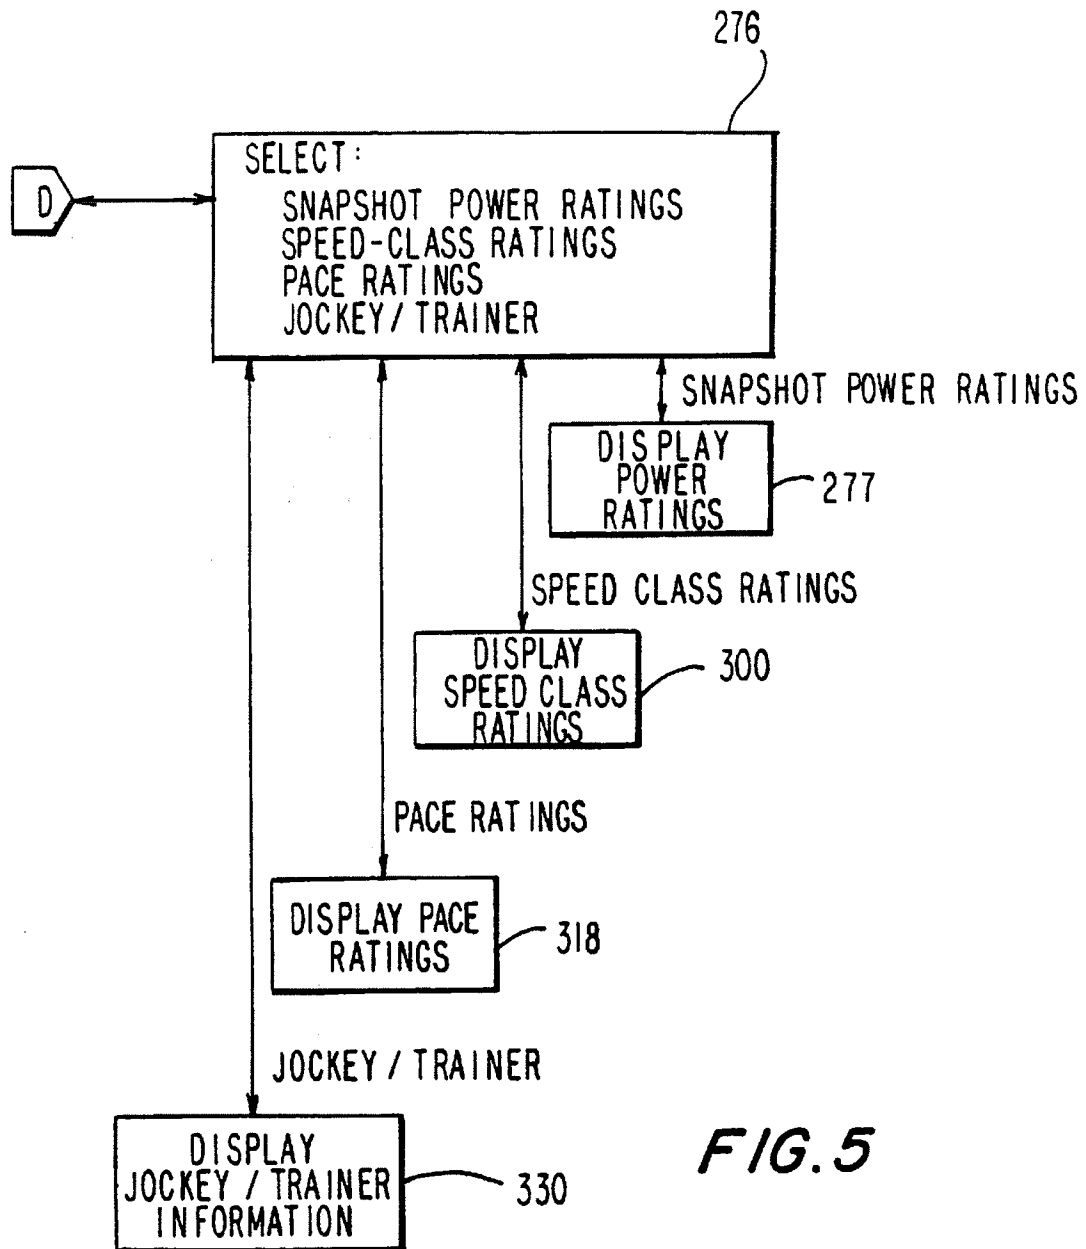 276
SELECT:
D
SNAPSHOT POWER RATINGS
SPEED-CLASS RATINGS
PACE RATINGS
JOCKEY/TRAINER
SNAPSHOT POWER RATINGS
DISPLAY
POWER
RATINGS
277
SPEED CLASS RATINGS
DISPLAY
SPEED CLASS
RATINGS
300
PACE RATINGS
DISPLAY PACE
RATINGS
318
JOCKEY / TRAINER
DISPLAY
JOCKEY / TRAINER
INFORMATION
330
FIG.5